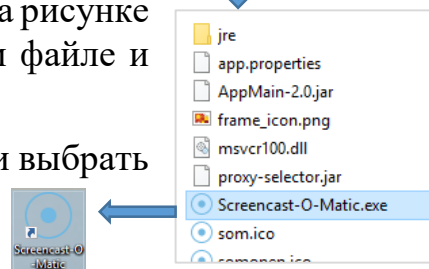 а рисунке
файле и
и выбрать
Screencast-O
-Matic
jre
app.properties
AppMain-2.0.jar
frame_icon.png
msvcr100.dll
proxy-selector.jar
Screencast-O-Matic.exe
som.ico